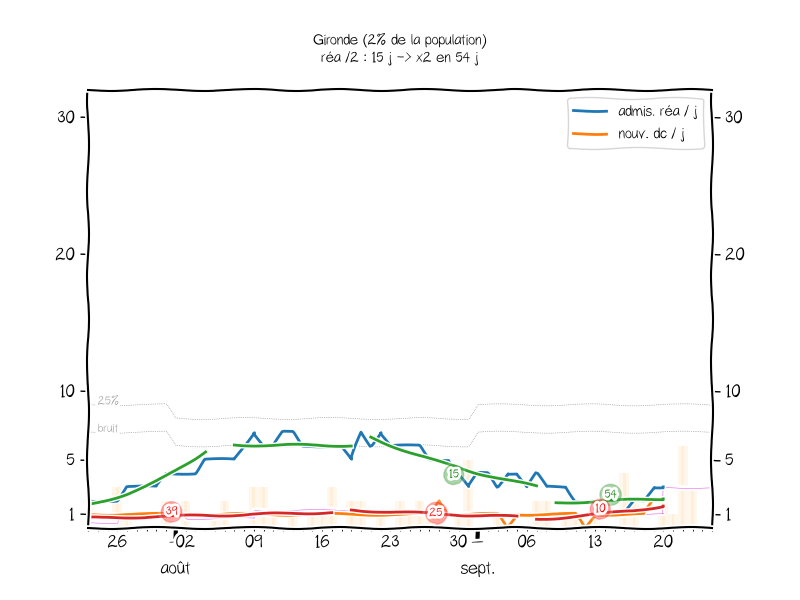 Gironde (2% de la population)
réa /2 : 15 j -> x2 en 54 j
admis. réa / j
nouv. dc / j
30 30
20 20
10 10
25%
bruit
5 5
15
54
39 25 10
1 1
26 02 09 16 23 30 06 13 20
août sept.